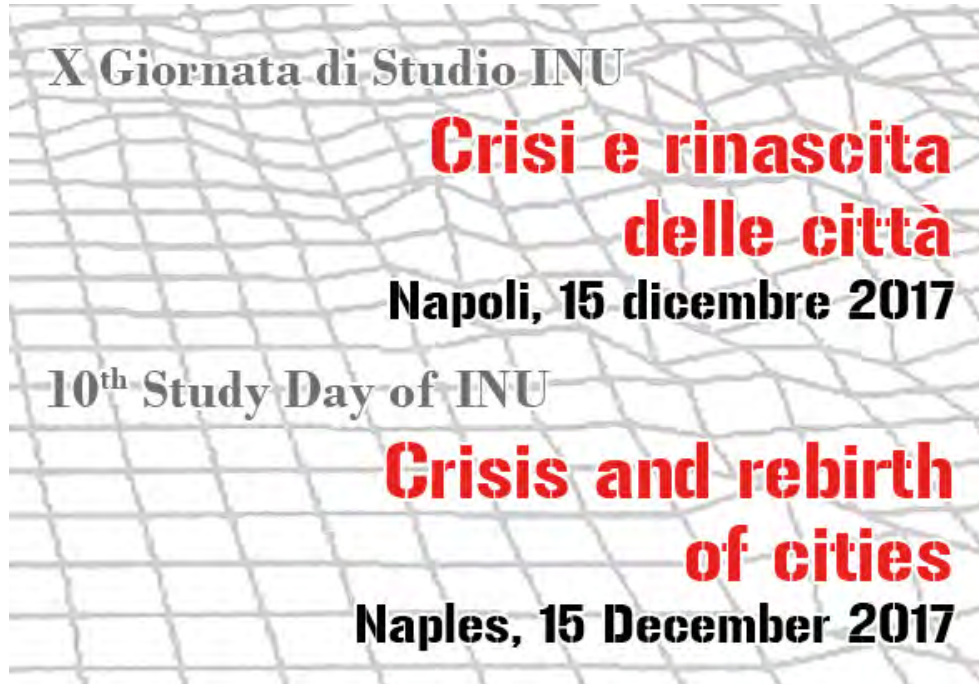 X Giornata di Studio INU
Crisi e rinascita
delle città
Napoli, 15 dicembre 2017
10th Study Day of INU
Crisis and rebirth
of cities
Naples, 15 December 2017